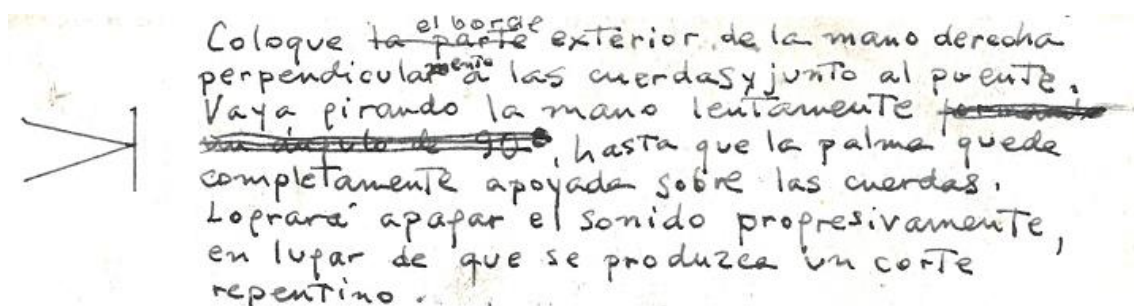 Coloque el borde exterior de la mano derecha
perpendicularmente a las cuerdas y junto al puente.
Vaya girando la mano lentamente
hasta que la palma quede
completamente apoyada sobre las cuerdas.
Logrará apagar el sonido progresivamente,
en lugar de que se produzca un corte
repentino.